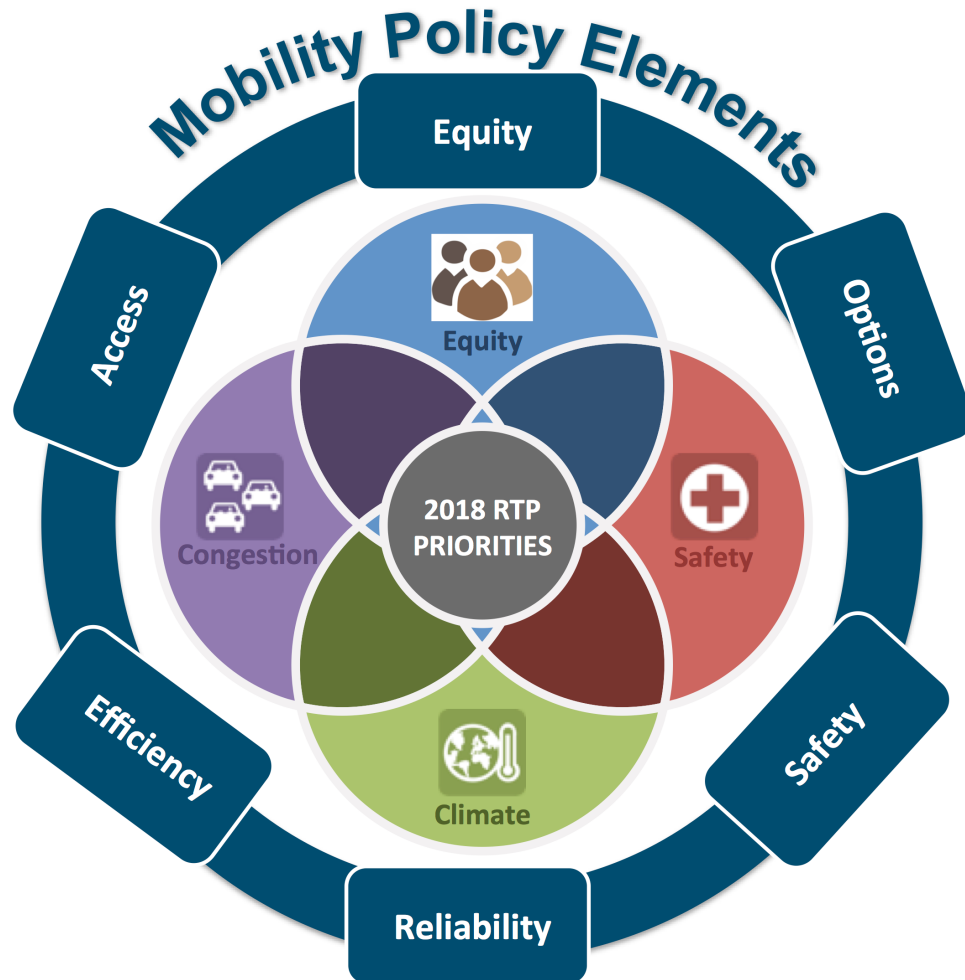 Mobility Policy Elements
Equity
Access
Options
Equity
2018 RTP
PRIORITIES
Congestion
Safety
Climate
Efficiency
Safety
Reliability